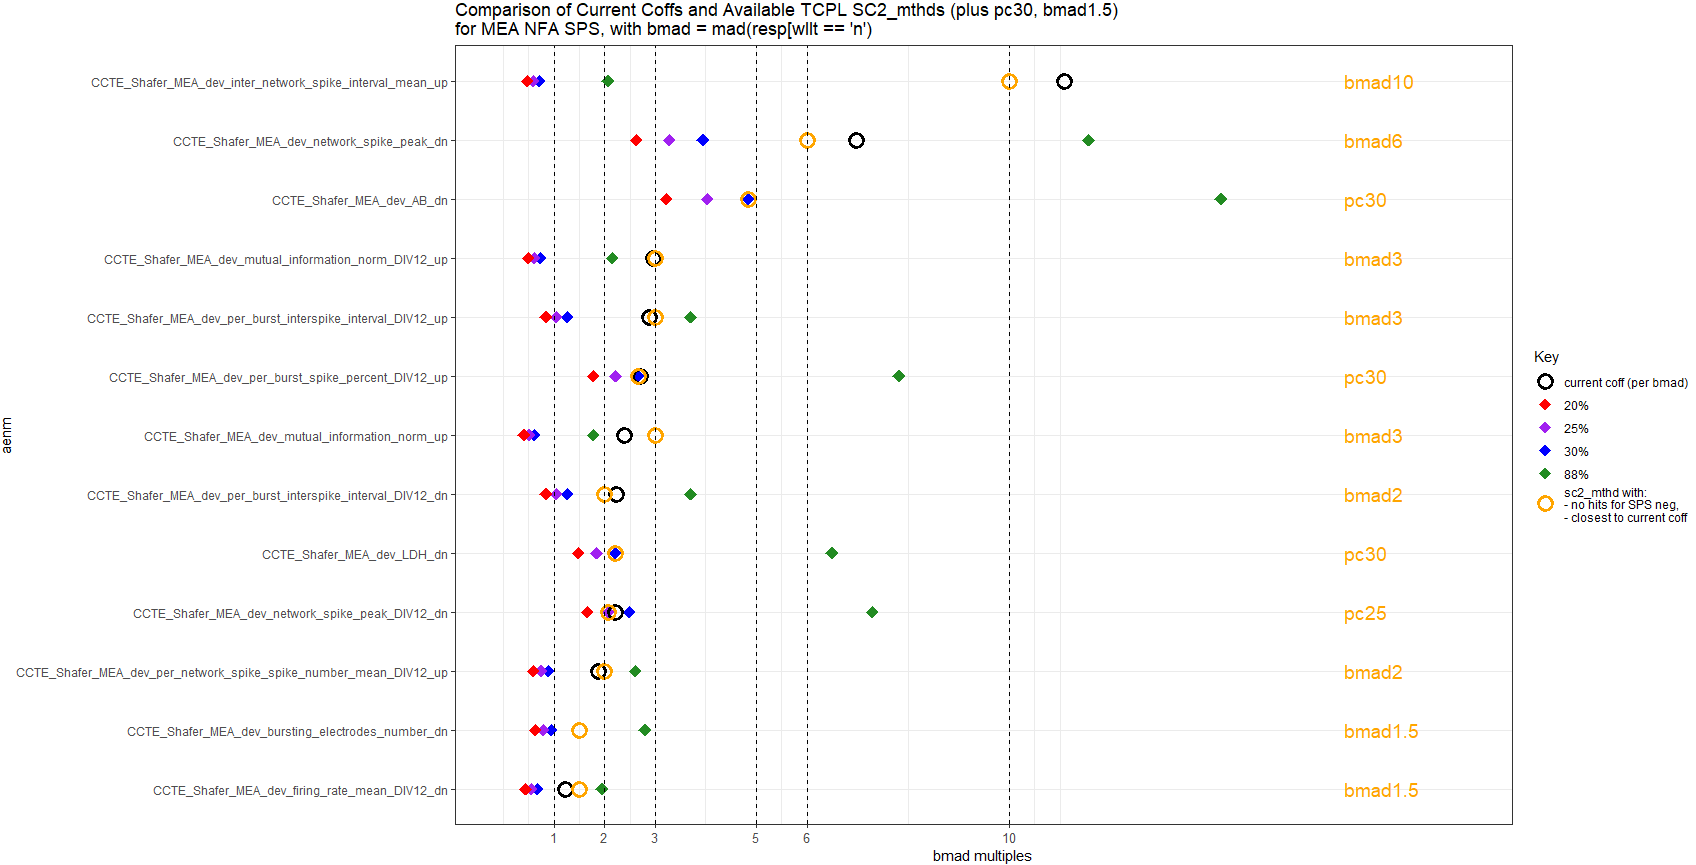 Comparison of Current Coffs and Available TCPL SC2_mthds (plus pc30, bmad1.5)
for MEA NFA SPS, with bmad = mad(resp[wllt == 'n')
aenm
CCTE_Shafer_MEA_dev_inter_network_spike_interval_mean_up
bmad10
CCTE_Shafer_MEA_dev_network_spike_peak_dn
bmad6
CCTE_Shafer_MEA_dev_AB_dn
pc30
CCTE_Shafer_MEA_dev_mutual_information_norm_DIV12_up
bmad3
CCTE_Shafer_MEA_dev_per_burst_interspike_interval_DIV12_up
bmad3
CCTE_Shafer_MEA_dev_per_burst_spike_percent_DIV12_up
pc30
CCTE_Shafer_MEA_dev_mutual_information_norm_up
bmad3
CCTE_Shafer_MEA_dev_per_burst_interspike_interval_DIV12_dn
bmad2
CCTE_Shafer_MEA_dev_LDH_dn
pc30
CCTE_Shafer_MEA_dev_network_spike_peak_DIV12_dn
pc25
CCTE_Shafer_MEA_dev_per_network_spike_spike_number_mean_DIV12_up
bmad2
CCTE_Shafer_MEA_dev_bursting_electrodes_number_dn
bmad1.5
CCTE_Shafer_MEA_dev_firing_rate_mean_DIV12_dn
bmad1.5
1 2 3 5 6 10
bmad multiples
Key
current coff (per bmad)
20%
25%
30%
88%
sc2_mthd with:
- no hits for SPS neg,
- closest to current coff